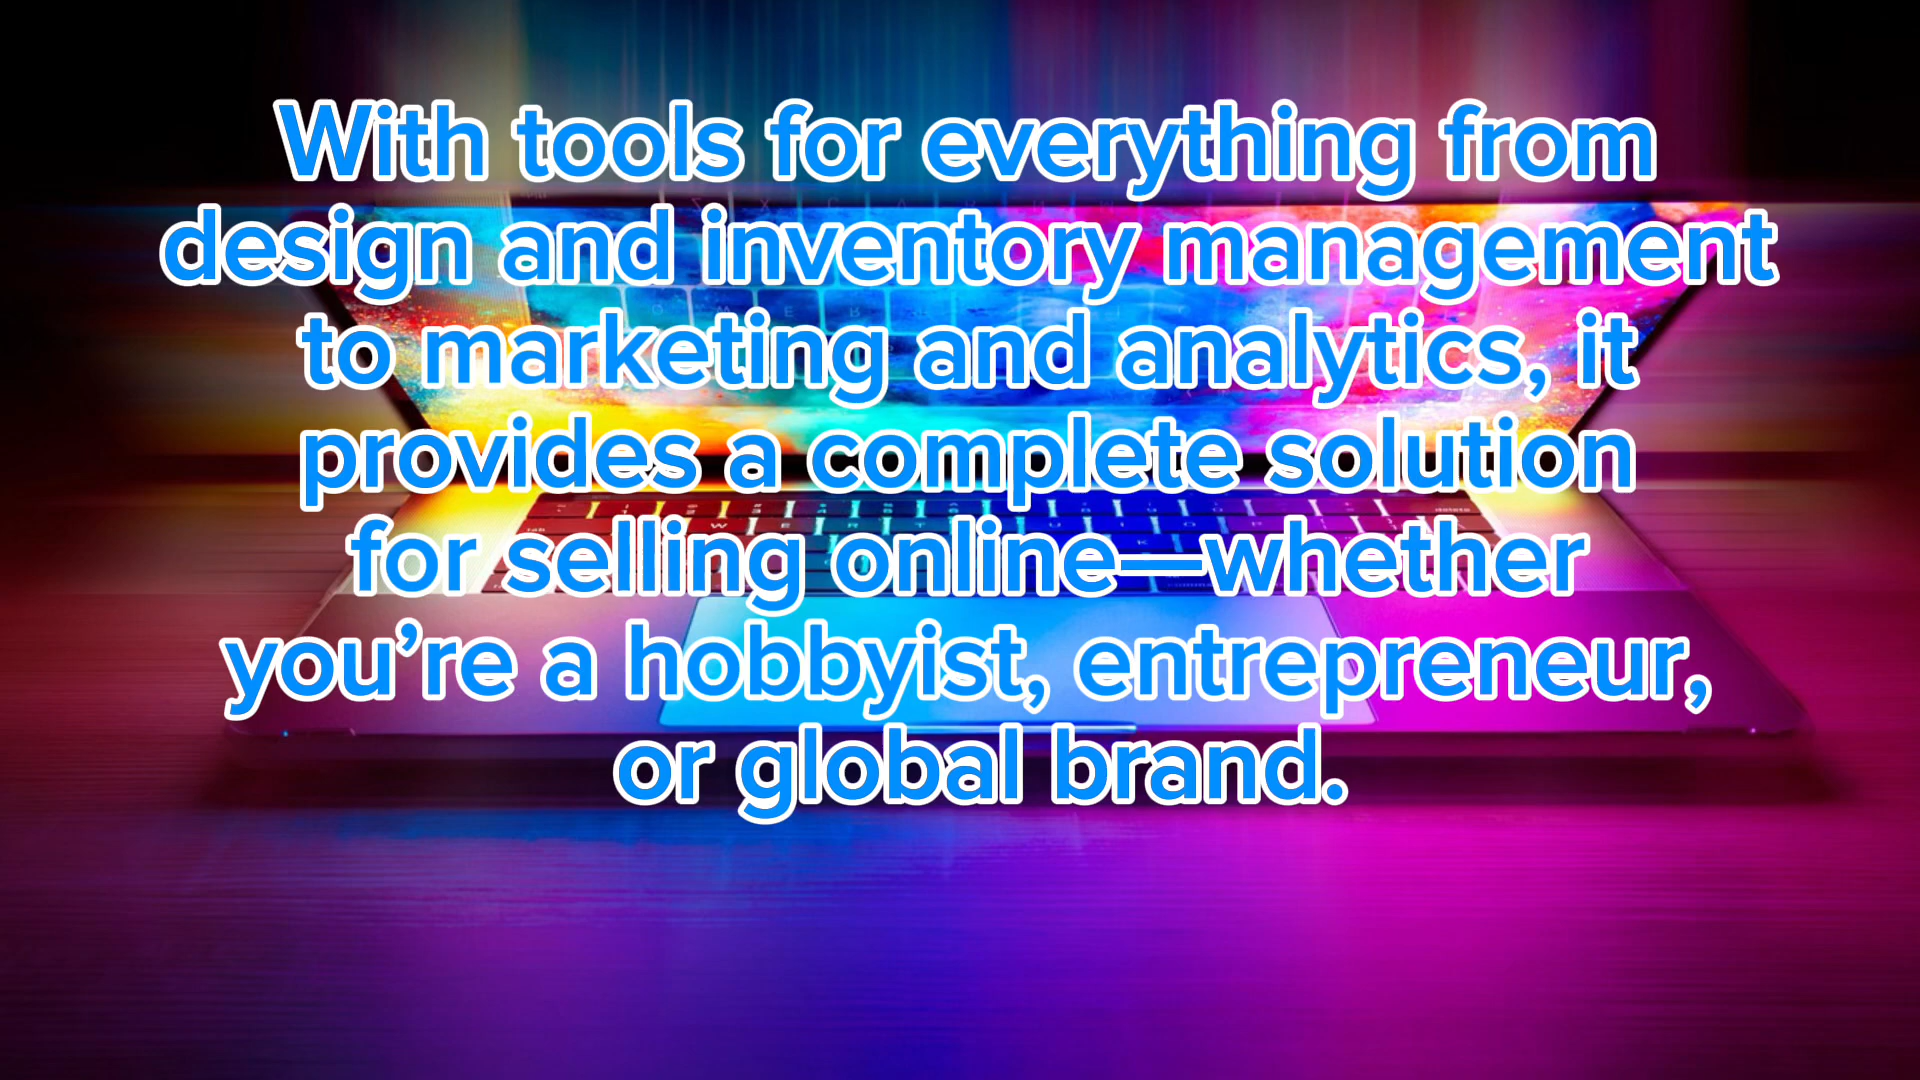 With tools for everything from
design and inventory management
to marketing and analytics, it
provides a complete solution
for selling online—whether
you’re a hobbyist, entrepreneur,
or global brand.